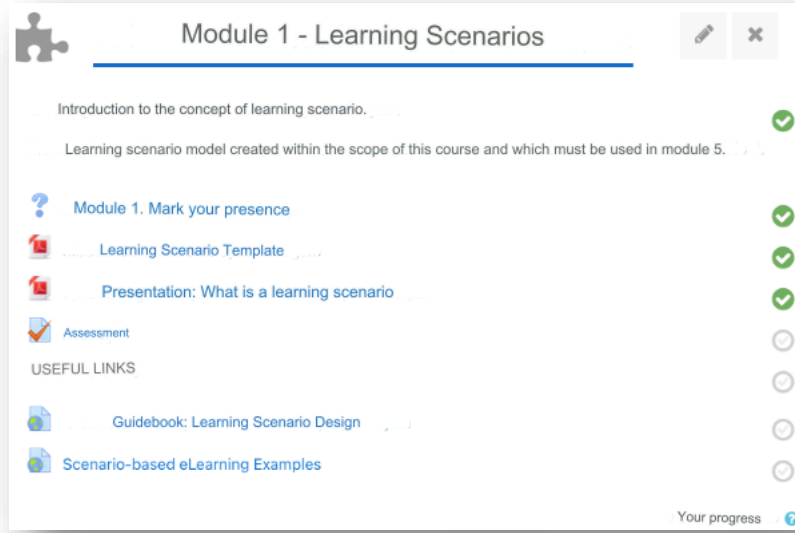 Module 1 - Learning Scenarios
Introduction to the concept of learning scenario.
Learning scenario model created within the scope of this course and which must be used in module 5.
Module 1. Mark your presence
Learning Scenario Template
Presentation: What is a learning scenario
Assessment
USEFUL LINKS
Guidebook: Learning Scenario Design
Scenario-based eLearning Examples
Your progress